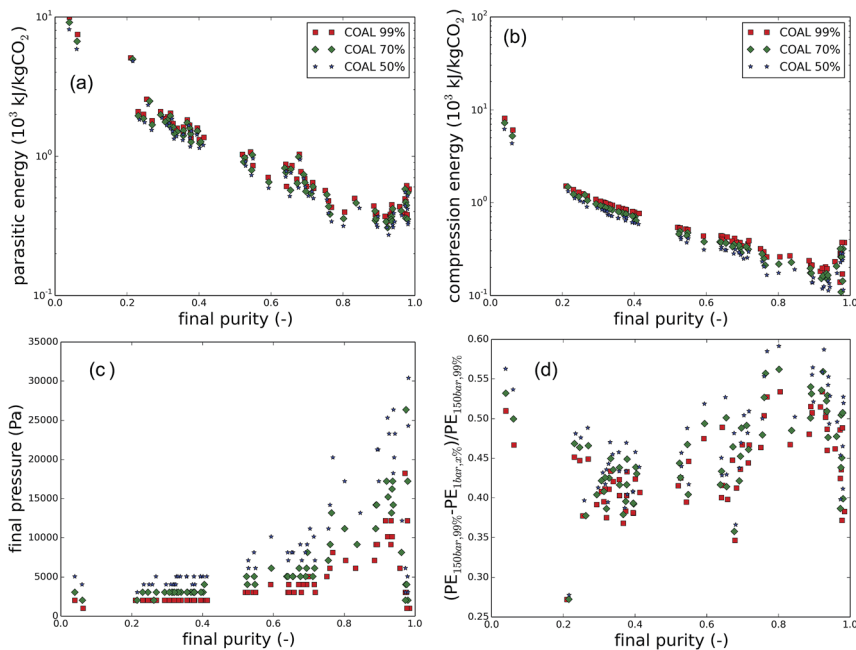 COAL 99%
COAL 70%
COAL 50%
(a)
parasitic energy (10³ kJ/kgCO₂)
10¹
10⁰
10⁻¹
0.0 0.2 0.4 0.6 0.8 1.0
final purity (-)
COAL 99%
COAL 70%
COAL 50%
(b)
compression energy (10³ kJ/kgCO₂)
10²
10¹
10⁰
10⁻¹
0.0 0.2 0.4 0.6 0.8 1.0
final purity (-)
(c)
final pressure (Pa)
35000
30000
25000
20000
15000
10000
5000
0
0.0 0.2 0.4 0.6 0.8 1.0
final purity (-)
(d)
(PE150bar,99%-PE1bar,x%)/PE150bar,99%
0.60
0.55
0.50
0.45
0.40
0.35
0.30
0.25
0.0 0.2 0.4 0.6 0.8 1.0
final purity (-)